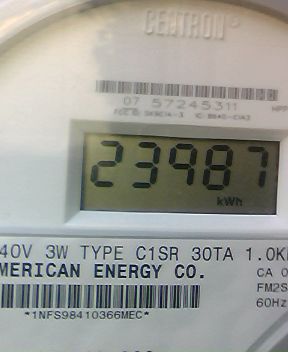 CENTRON®
07 57245311
23987
kWh
40V 3W TYPE C1SR 30TA 1.0K
MERICAN ENERGY CO.
CA 0
FM2S
60Hz
*1NFS98410366MEC*